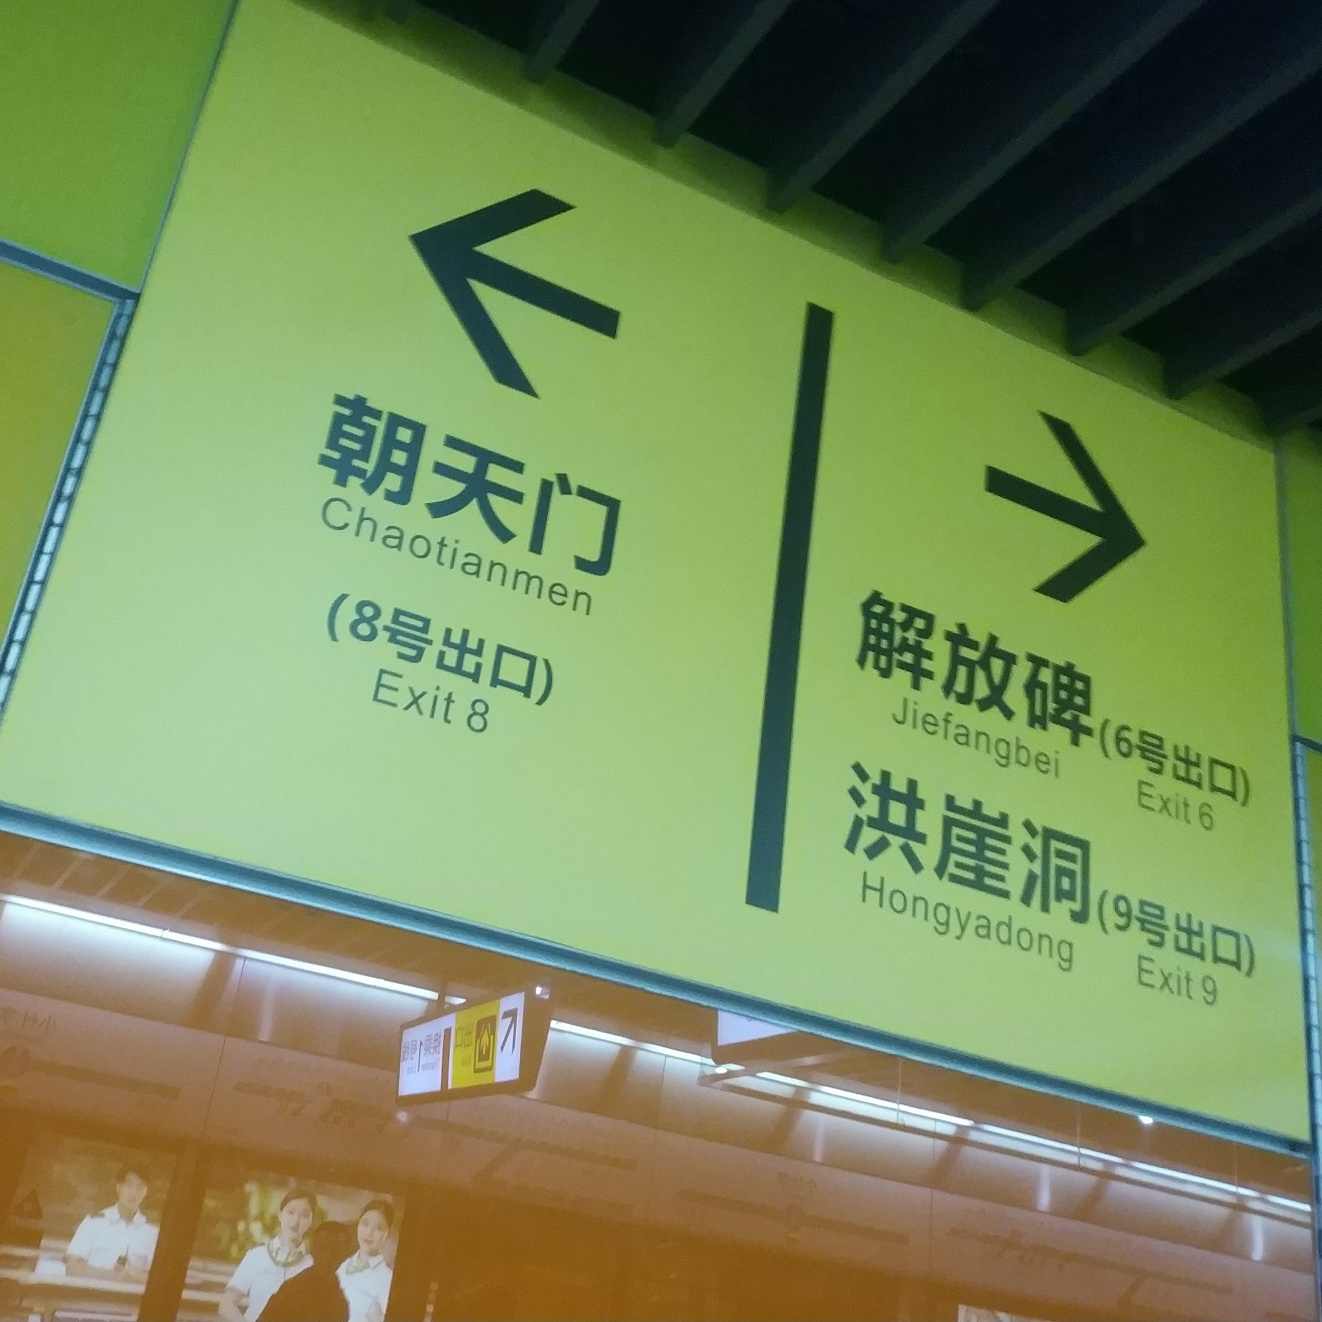 朝天门
Chaotianmen
(8号出口)
Exit 8
解放碑(6号出口)
Jiefangbei Exit 6
洪崖洞(9号出口)
Hongyadong Exit 9